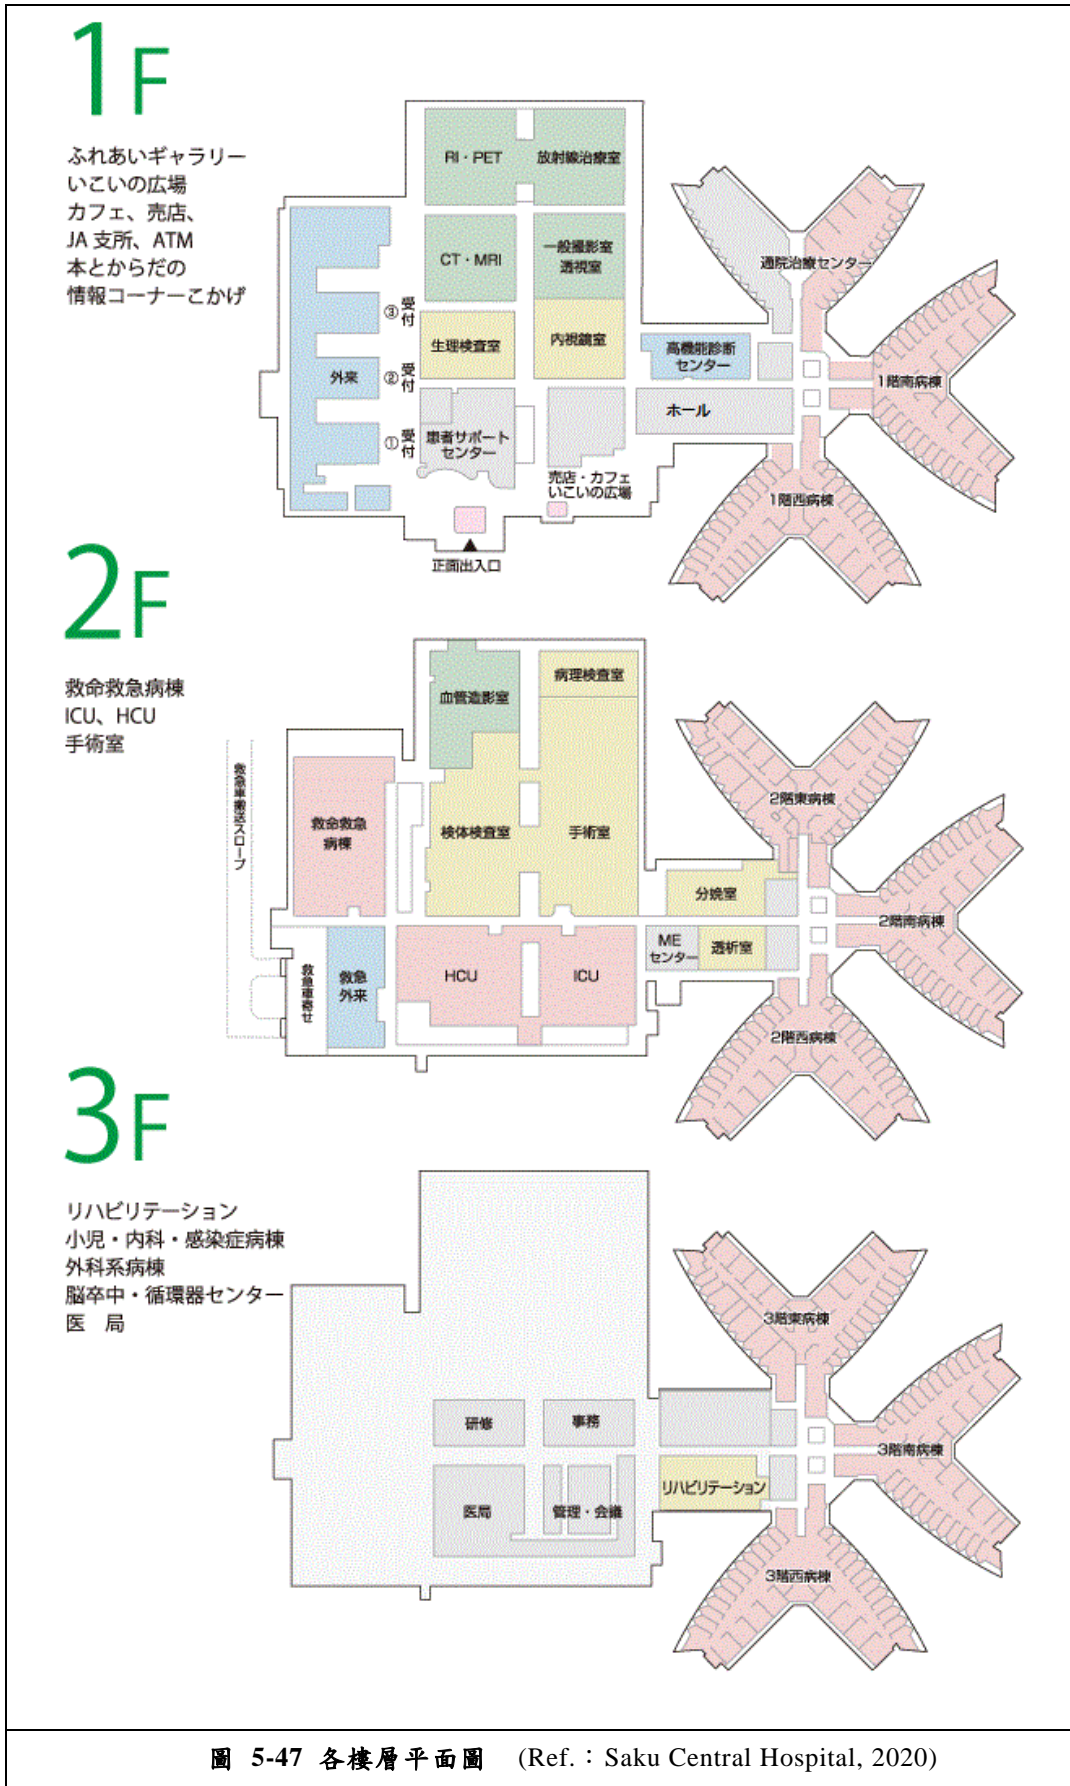 1F
ふれあいギャラリー
いこいの広場
カフェ、売店、
JA 支所、ATM
本とからだの
情報コーナーこかげ
RI・PET
放射線治療室
CT・MRI
一般撮影室
透視室
通院治療センター
③受付
生理検査室
内視鏡室
高機能診断
センター
外来
②受付
1階南病棟
ホール
①受付
患者サポート
センター
売店・カフェ
いこいの広場
1階西病棟
正面出入口
2F
救命救急病棟
ICU、HCU
手術室
血管造影室
病理検査室
救急車搬送スロープ
2階東病棟
救命救急
病棟
検体検査室
手術室
分娩室
2階南病棟
ME
センター
透析室
救急車寄せ
救急
外来
HCU
ICU
2階西病棟
3F
リハビリテーション
小児・内科・感染症病棟
外科系病棟
脳卒中・循環器センター
医　局
3階東病棟
研修
事務
3階南病棟
リハビリテーション
医局
管理・会議
3階西病棟
圖 5-47 各樓層平面圖 (Ref.：Saku Central Hospital, 2020)